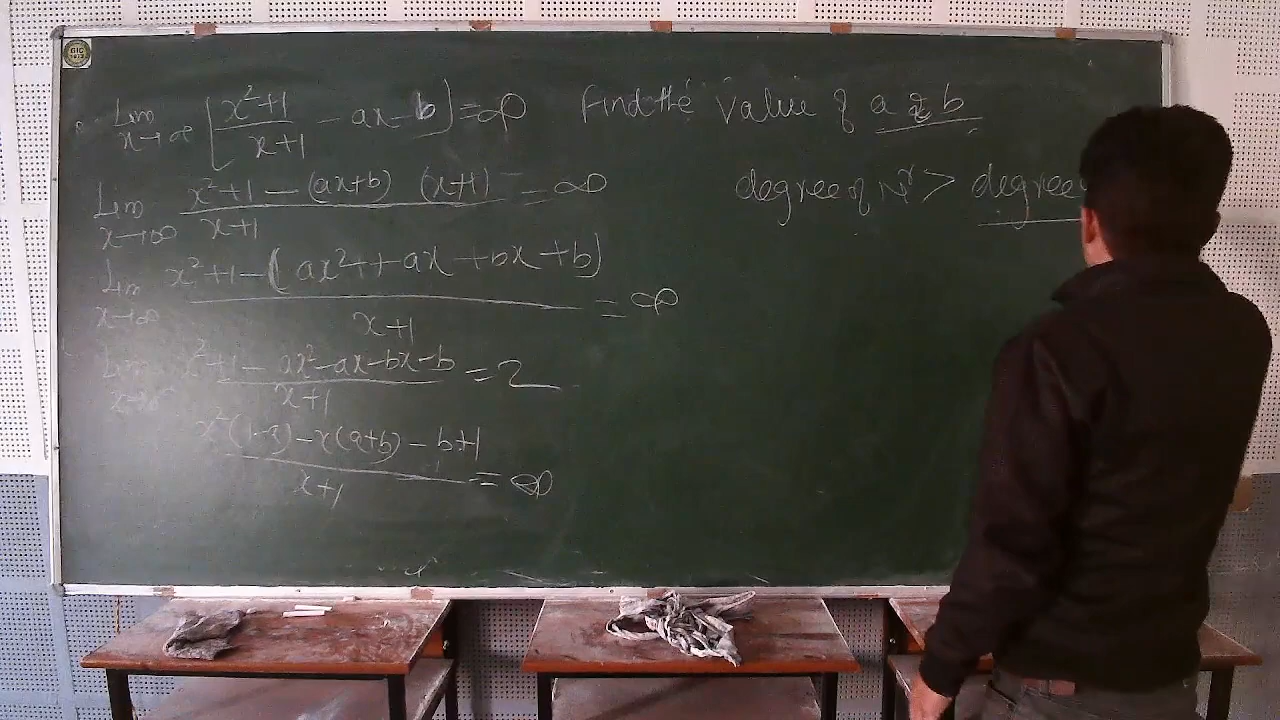 Lim x→∞ [x²+1 / x+1 - ax - b] = ∞ Find the value of a & b
Lim x→∞ x²+1 - (ax+b) (x+1) / x+1 = ∞
degree of Nʳ > degree
Lim x→∞ x²+1 - (ax²++ax+bx+b) / x+1 = ∞
Lim x→∞ x²+1 - ax²-ax-bx-b / x+1 = 2
x²(1-a) - x(a+b) - b+1 / x+1 = ∞